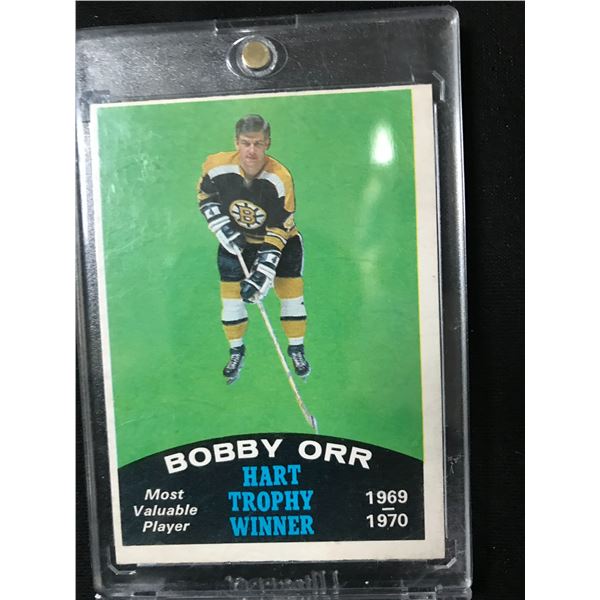 B
BOBBY ORR
HART
TROPHY
WINNER
Most
Valuable
Player
1969
—
1970